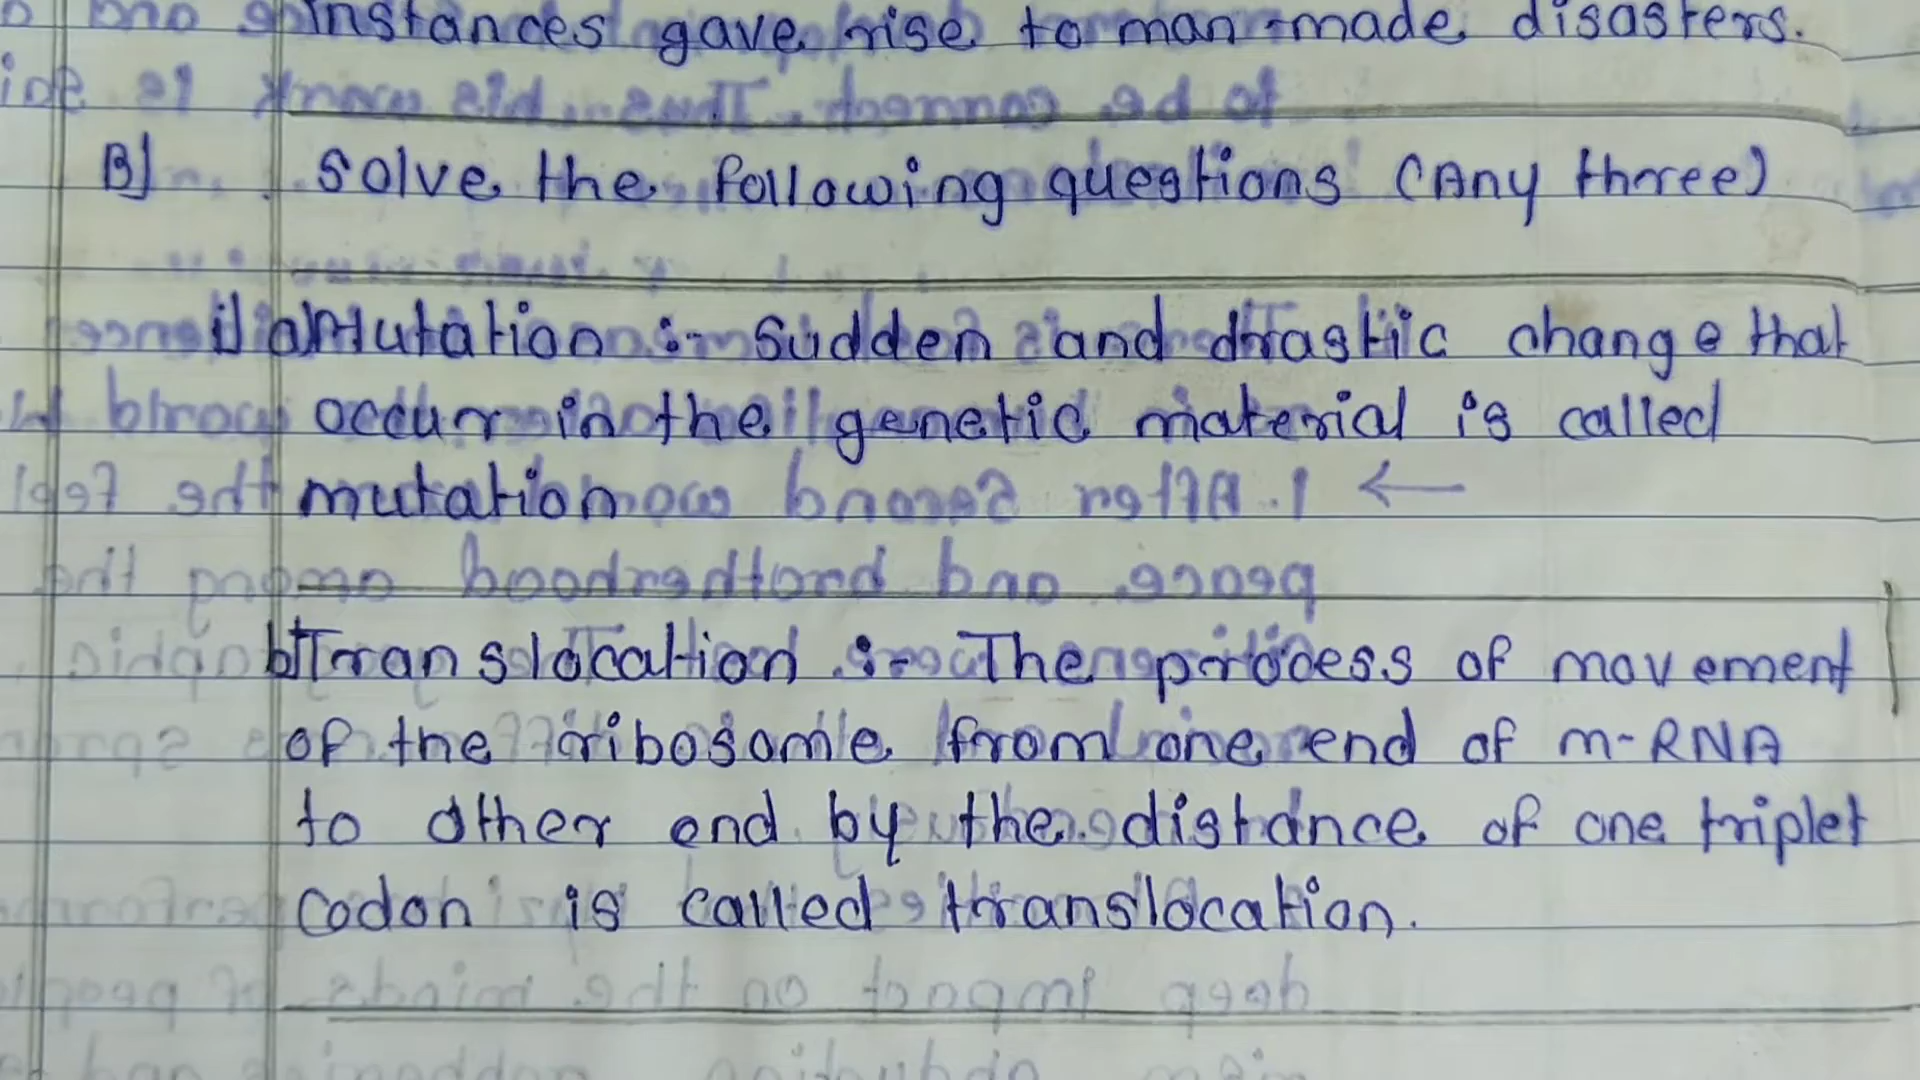 instances gave rise to man-made disasters.
B] Solve the following questions (Any three)
i] a] Mutation :- Sudden and drastic change that
occur in the genetic material is called
mutation
b] Translocation :- The process of movement
of the ribosome from one end of m-RNA
to other end by the distance of one triplet
codon is called translocation.